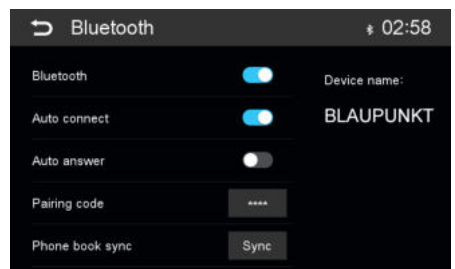 Bluetooth
02:58
Bluetooth
Device name:
Auto connect
BLAUPUNKT
Auto answer
Pairing code
****
Phone book sync
Sync